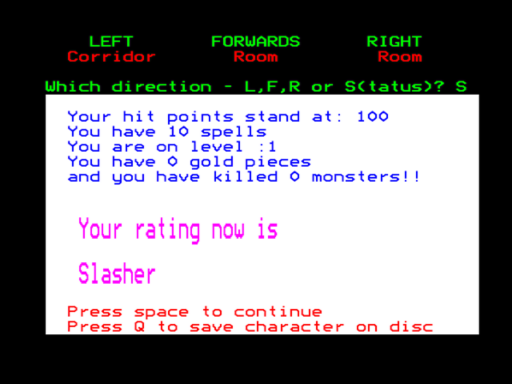 LEFT FORWARDS RIGHT
Corridor Room Room
Which direction - L,F,R or S(tatus)? S
Your hit points stand at: 100
You have 10 spells
You are on level :1
You have 0 gold pieces
and you have killed 0 monsters!!
Your rating now is
Slasher
Press space to continue
Press Q to save character on disc